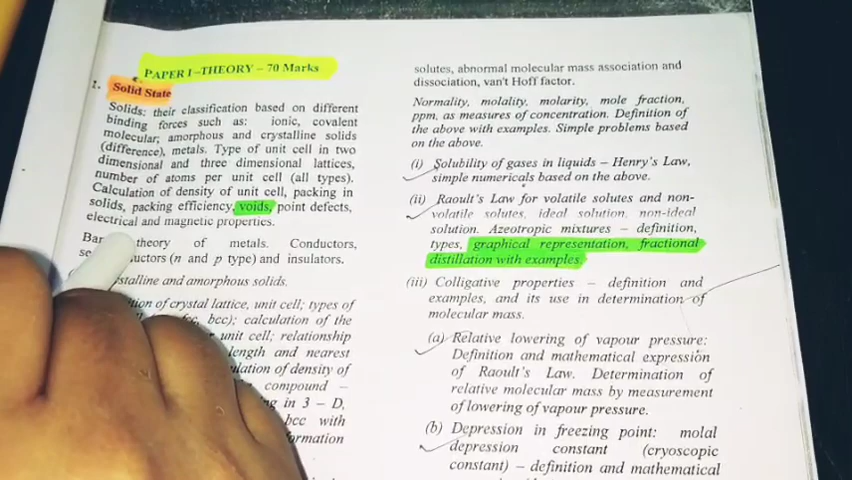 PAPER I –THEORY – 70 Marks
1. Solid State
Solids: their classification based on different
binding forces such as: ionic, covalent
molecular; amorphous and crystalline solids
(difference), metals. Type of unit cell in two
dimensional and three dimensional lattices,
number of atoms per unit cell (all types).
Calculation of density of unit cell, packing in
solids, packing efficiency, voids, point defects,
electrical and magnetic properties.
theory of metals. Conductors,
(n and p type) and insulators.
and amorphous solids.
of crystal lattice, unit cell; types of
bcc); calculation of the
unit cell; relationship
length and nearest
of density of
compound –
in 3 – D,
bcc with
solutes, abnormal molecular mass association and
dissociation, van't Hoff factor.
Normality, molality, molarity, mole fraction,
ppm, as measures of concentration. Definition of
the above with examples. Simple problems based
on the above.
(i) Solubility of gases in liquids – Henry's Law,
simple numericals based on the above.
(ii) Raoult's Law for volatile solutes and non-
volatile solutes, ideal solution, non-ideal
solution. Azeotropic mixtures – definition,
types, graphical representation, fractional
distillation with examples.
(iii) Colligative properties – definition and
examples, and its use in determination of
molecular mass.
(a) Relative lowering of vapour pressure:
Definition and mathematical expression
of Raoult's Law. Determination of
relative molecular mass by measurement
of lowering of vapour pressure.
(b) Depression in freezing point: molal
depression constant (cryoscopic
constant) – definition and mathematical